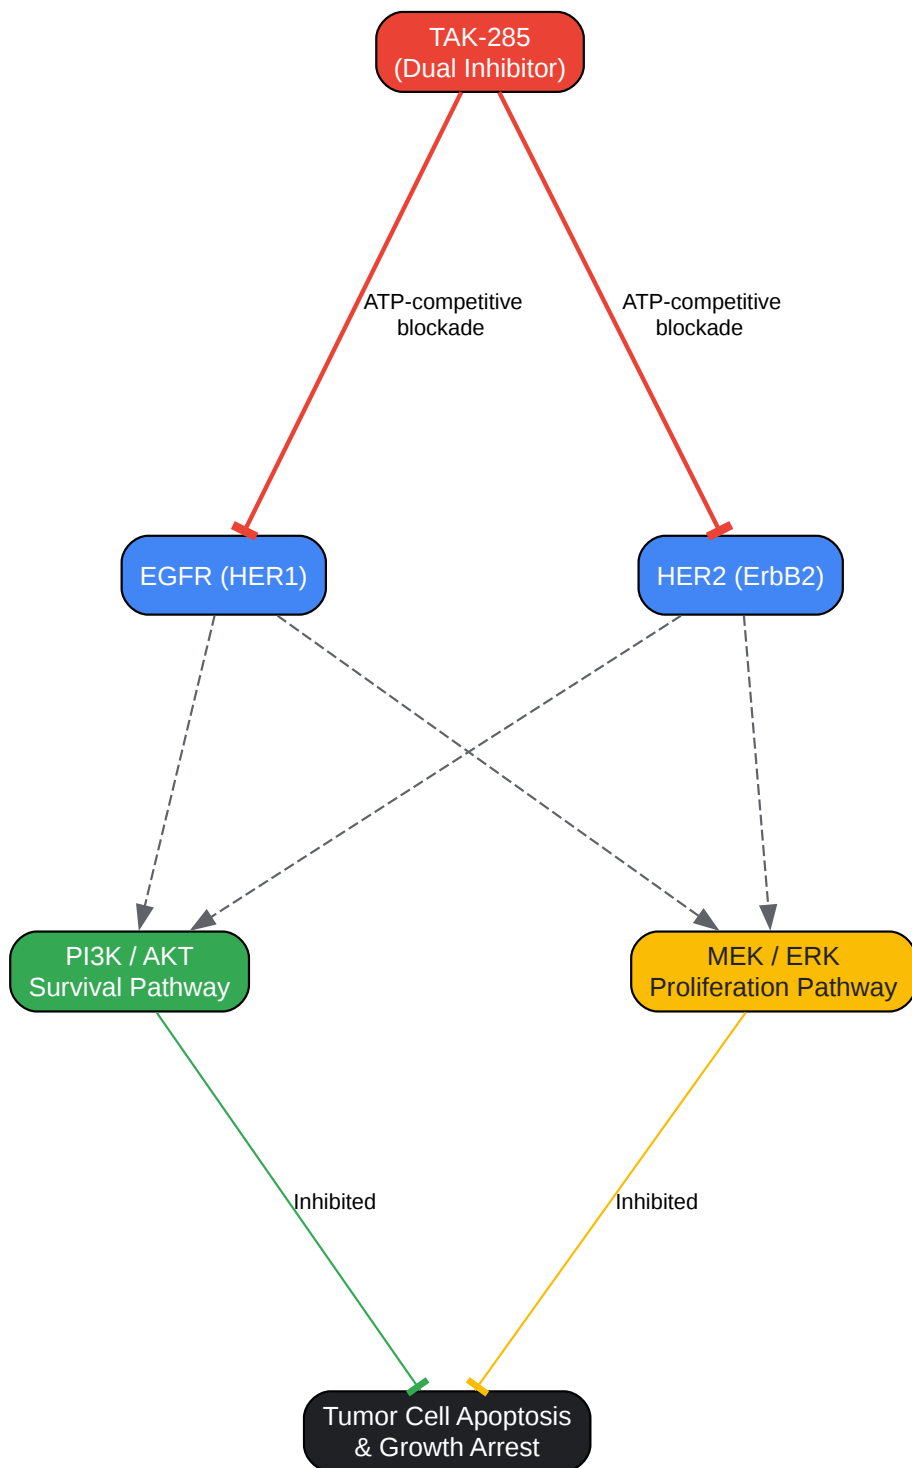 TAK-285
(Dual Inhibitor)
ATP-competitive
blockade
ATP-competitive
blockade
EGFR (HER1)
HER2 (ErbB2)
PI3K / AKT
Survival Pathway
MEK / ERK
Proliferation Pathway
Inhibited
Inhibited
Tumor Cell Apoptosis
& Growth Arrest